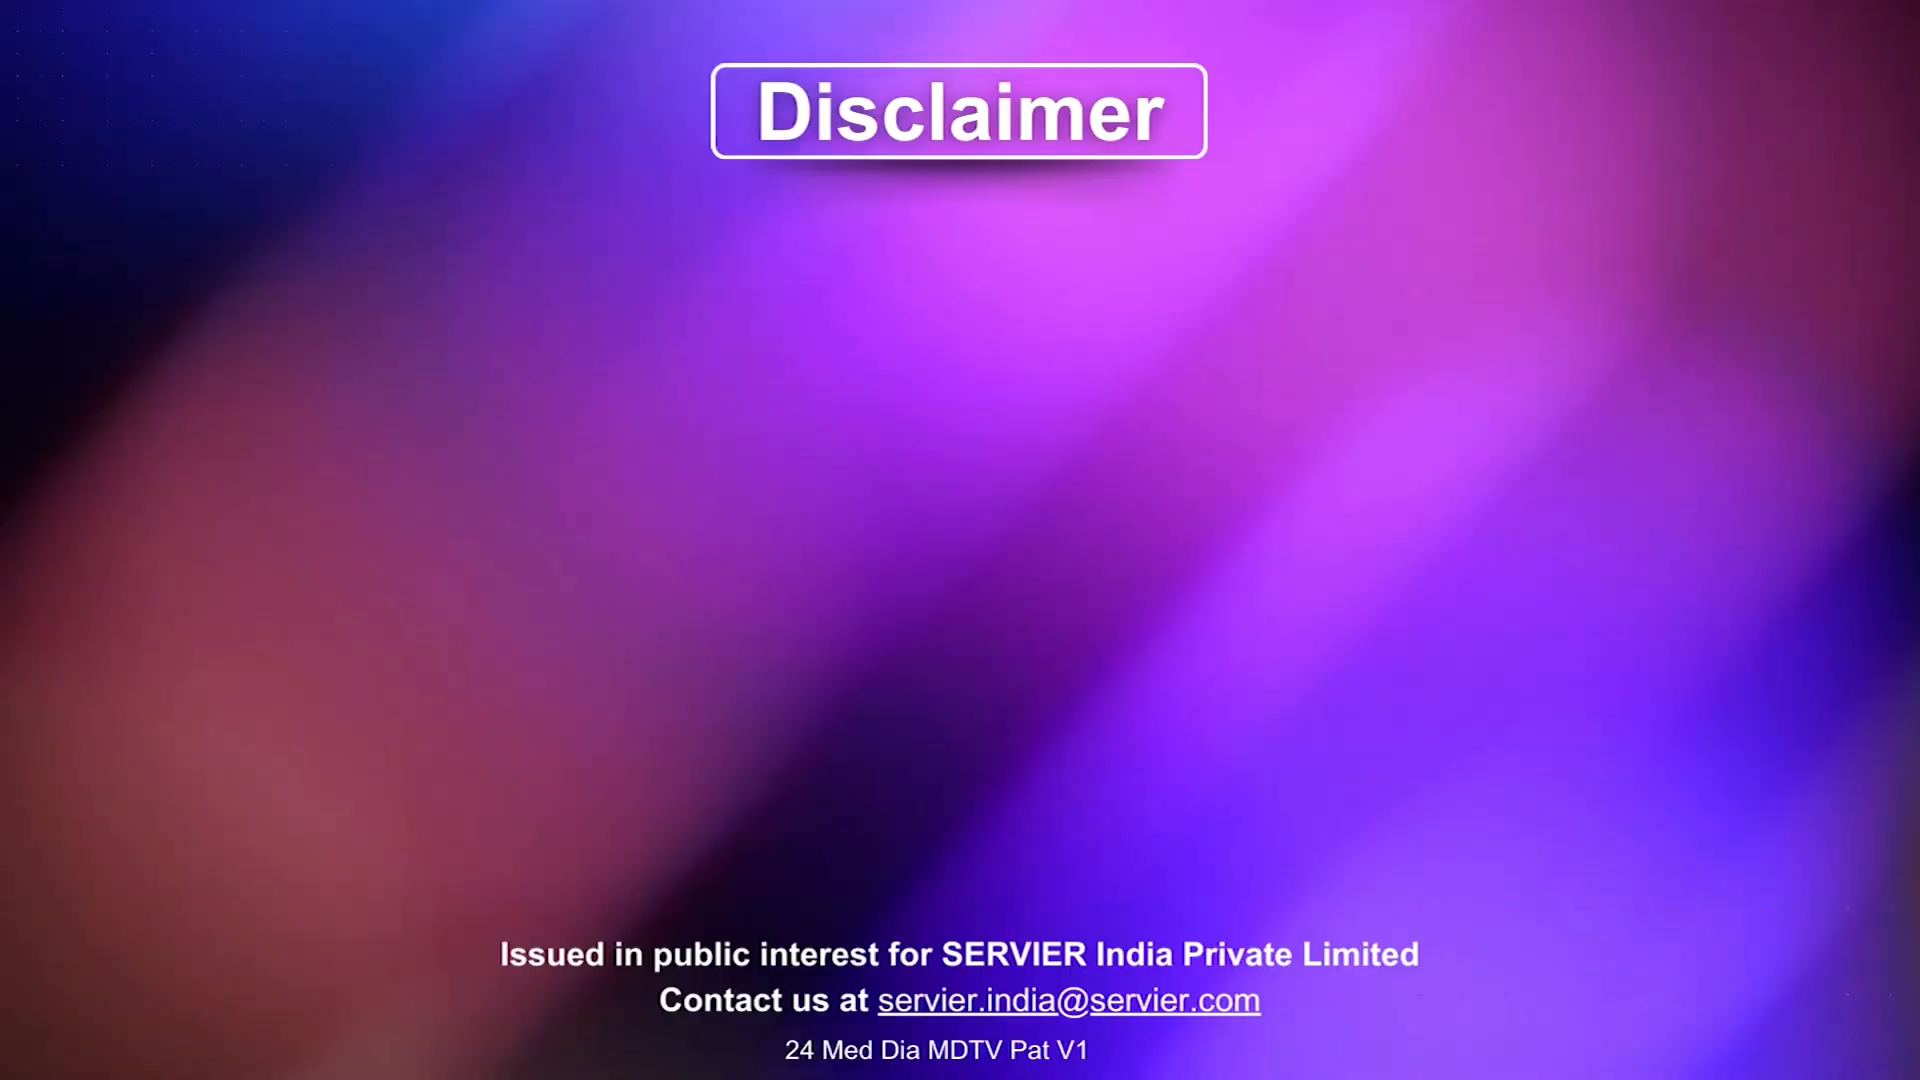 Disclaimer
Issued in public interest for SERVIER India Private Limited
Contact us at servier.india@servier.com
24 Med Dia MDTV Pat V1